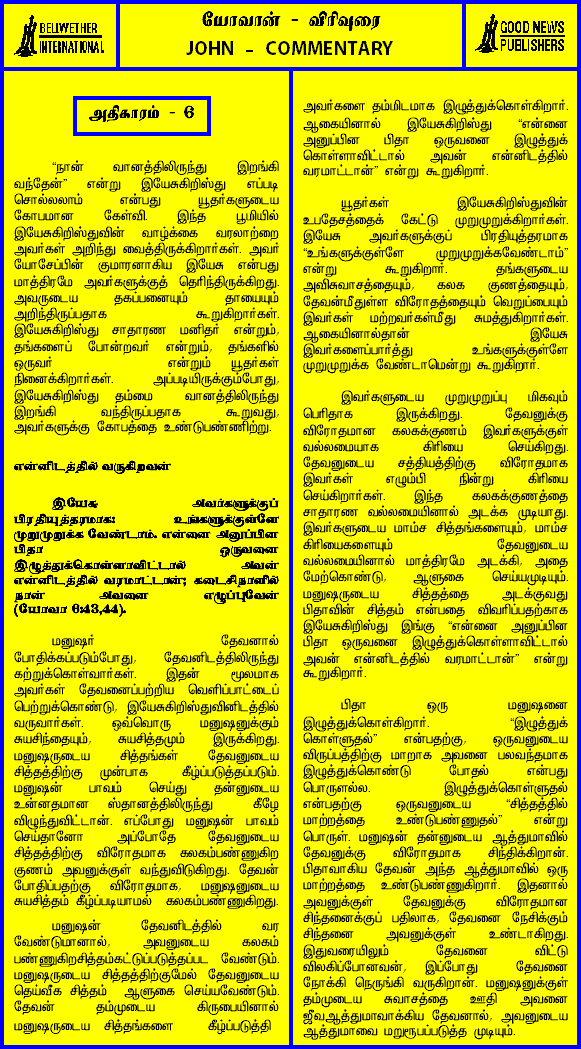 BELWETHER
INTERNATIONAL
யோவான் - விரிவுரை
JOHN - COMMENTARY
GOOD NEWS
PUBLISHERS
அதிகாரம் - 6
“நான் வானத்திலிருந்து இறங்கி
வந்தேன்” என்று இயேசுகிறிஸ்து எப்படி
சொல்லலாம் என்பது யூதர்களுடைய
கோபமான கேள்வி. இந்த பூமியில்
இயேசுகிறிஸ்துவின் வாழ்க்கை வரலாற்றை
அவர்கள் அறிந்து வைத்திருக்கிறார்கள். அவர்
யோசேப்பின் குமாரனாகிய இயேசு என்பது
மாத்திரமே அவர்களுக்குத் தெரிந்திருக்கிறது.
அவருடைய தகப்பனையும் தாயையும்
அறிந்திருப்பதாக கூறுகிறார்கள்.
இயேசுகிறிஸ்து சாதாரண மனிதர் என்றும்,
தங்களைப் போன்றவர் என்றும், தங்களில்
ஒருவர் என்றும் யூதர்கள்
நினைக்கிறார்கள். அப்படியிருக்கும்போது,
இயேசுகிறிஸ்து தம்மை வானத்திலிருந்து
இறங்கி வந்திருப்பதாக கூறுவது,
அவர்களுக்கு கோபத்தை உண்டுபண்ணிற்று.
என்னிடத்தில் வருகிறவன்
இயேசு அவர்களுக்குப்
பிரதியுத்தரமாக: உங்களுக்குள்ளே
முறுமுறுக்க வேண்டாம். என்னை அனுப்பின
பிதா ஒருவனை
இழுத்துக்கொள்ளாவிட்டால் அவன்
என்னிடத்தில் வரமாட்டான்; கடைசிநாளில்
நான் அவனை எழுப்புவேன்
(யோவா 6:43,44).
மனுஷர் தேவனால்
போதிக்கப்படும்போது, தேவனிடத்திலிருந்து
கற்றுக்கொள்வார்கள். இதன் மூலமாக
அவர்கள் தேவனைப்பற்றிய வெளிப்பாட்டைப்
பெற்றுக்கொண்டு, இயேசுகிறிஸ்துவினிடத்தில்
வருவார்கள். ஒவ்வொரு மனுஷனுக்கும்
சுயசிந்தையும், சுயசித்தமும் இருக்கிறது.
மனுஷருடைய சித்தங்கள் தேவனுடைய
சித்தத்திற்கு முன்பாக கீழ்ப்படுத்தப்படும்.
மனுஷன் பாவம் செய்து தன்னுடைய
உன்னதமான ஸ்தானத்திலிருந்து கீழே
விழுந்துவிட்டான். எப்போது மனுஷன் பாவம்
செய்தானோ அப்போதே தேவனுடைய
சித்தத்திற்கு விரோதமாக கலகம்பண்ணுகிற
குணம் அவனுக்குள் வந்துவிடுகிறது. தேவன்
போதிப்பதற்கு விரோதமாக, மனுஷனுடைய
சுயசித்தம் கீழ்ப்படியாமல் கலகம்பண்ணுகிறது.
மனுஷன் தேவனிடத்தில் வர
வேண்டுமானால், அவனுடைய கலகம்
பண்ணுகிறசித்தம்கட்டுப்படுத்தப்பட வேண்டும்.
மனுஷருடைய சித்தத்திற்குமேல் தேவனுடைய
தெய்வீக சித்தம் ஆளுகை செய்யவேண்டும்.
தேவன் தம்முடைய கிருபையினால்
மனுஷருடைய சித்தங்களை கீழ்ப்படுத்தி
அவர்களை தம்மிடமாக இழுத்துக்கொள்கிறார்.
ஆகையினால் இயேசுகிறிஸ்து “என்னை
அனுப்பின பிதா ஒருவனை இழுத்துக்
கொள்ளாவிட்டால் அவன் என்னிடத்தில்
வரமாட்டான்” என்று கூறுகிறார்.
யூதர்கள் இயேசுகிறிஸ்துவின்
உபதேசத்தைக் கேட்டு முறுமுறுக்கிறார்கள்.
இயேசு அவர்களுக்குப் பிரதியுத்தரமாக
“உங்களுக்குள்ளே முறுமுறுக்கவேண்டாம்”
என்று கூறுகிறார். தங்களுடைய
அவிசுவாசத்தையும், கலக குணத்தையும்,
தேவன்மீதுள்ள விரோதத்தையும் வெறுப்பையும்
இவர்கள் மற்றவர்கள்மீது சுமத்துகிறார்கள்.
ஆகையினால்தான் இயேசு
இவர்களைப்பார்த்து உங்களுக்குள்ளே
முறுமுறுக்க வேண்டாமென்று கூறுகிறார்.
இவர்களுடைய முறுமுறுப்பு மிகவும்
பெரிதாக இருக்கிறது. தேவனுக்கு
விரோதமான கலகக்குணம் இவர்களுக்குள்
வல்லமையாக கிரியை செய்கிறது.
தேவனுடைய சத்தியத்திற்கு விரோதமாக
இவர்கள் எழும்பி நின்று கிரியை
செய்கிறார்கள். இந்த கலகக்குணத்தை
சாதாரண வல்லமையினால் அடக்க முடியாது.
இவர்களுடைய மாம்ச சித்தங்களையும், மாம்ச
கிரியைகளையும் தேவனுடைய
வல்லமையினால் மாத்திரமே அடக்கி, அதை
மேற்கொண்டு, ஆளுகை செய்யமுடியும்.
மனுஷருடைய சித்தத்தை அடக்குவது
பிதாவின் சித்தம் என்பதை விவரிப்பதற்காக
இயேசுகிறிஸ்து இங்கு “என்னை அனுப்பின
பிதா ஒருவனை இழுத்துக்கொள்ளாவிட்டால்
அவன் என்னிடத்தில் வரமாட்டான்” என்று
கூறுகிறார்.
பிதா ஒரு மனுஷனை
இழுத்துக்கொள்கிறார். “இழுத்துக்
கொள்ளுதல்” என்பதற்கு, ஒருவனுடைய
விருப்பத்திற்கு மாறாக அவனை பலவந்தமாக
இழுத்துக்கொண்டு போதல் என்பது
பொருளல்ல. இழுத்துக்கொள்ளுதல்
என்பதற்கு ஒருவனுடைய “சித்தத்தில்
மாற்றத்தை உண்டுபண்ணுதல்” என்று
பொருள். மனுஷன் தன்னுடைய ஆத்துமாவில்
தேவனுக்கு விரோதமாக சிந்திக்கிறான்.
பிதாவாகிய தேவன் அந்த ஆத்துமாவில் ஒரு
மாற்றத்தை உண்டுபண்ணுகிறார். இதனால்
அவனுக்குள் தேவனுக்கு விரோதமான
சிந்தனைக்குப் பதிலாக, தேவனை நேசிக்கும்
சிந்தனை அவனுக்குள் உண்டாகிறது.
இதுவரையிலும் தேவனை விட்டு
விலகிப்போனவன், இப்போது தேவனை
நோக்கி நெருங்கி வருகிறான். மனுஷனுக்குள்
தம்முடைய சுவாசத்தை ஊதி அவனை
ஜீவஆத்துமாவாக்கிய தேவனால், அவனுடைய
ஆத்துமாவை மறுரூபப்படுத்த முடியும்.